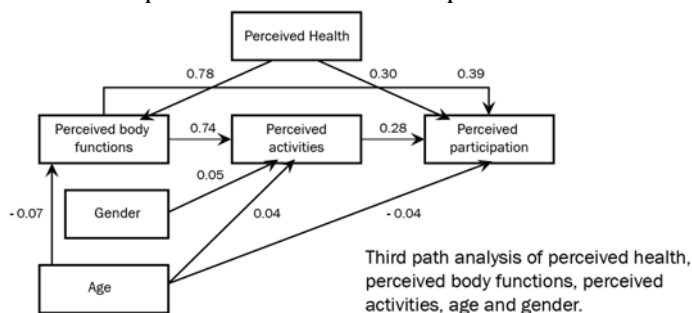 Perceived Health
0.78
0.30
0.39
Perceived body
functions
0.74
Perceived
activities
0.28
Perceived
participation
0.05
- 0.07
Gender
0.04
- 0.04
Age
Third path analysis of perceived health,
perceived body functions, perceived
activities, age and gender.